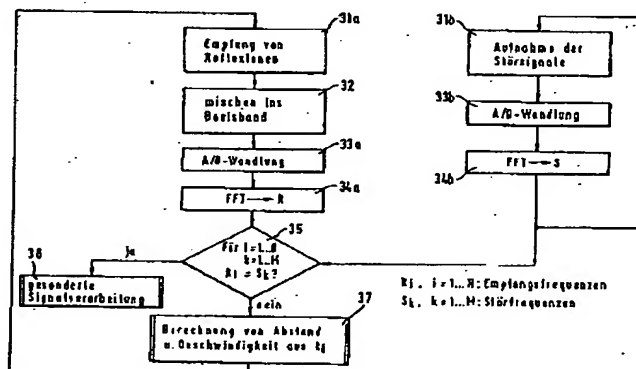 31a
Empfang von
Reflexionen
32
mischen ins
Basisband
33a
A/D-Wandlung
34a
FFT → R
35
Für i=1...N
k=1...M
Ri = Sk?
ja
36
gesonderte
Signalverarbeitung
nein
37
Berechnung von Abstand
u. Geschwindigkeit aus Ri
31b
Aufnahme der
Störsignale
33b
A/D-Wandlung
FFT → S
34b
Ri, i=1...N: Empfangsfrequenzen
Sk, k=1...M: Störfrequenzen